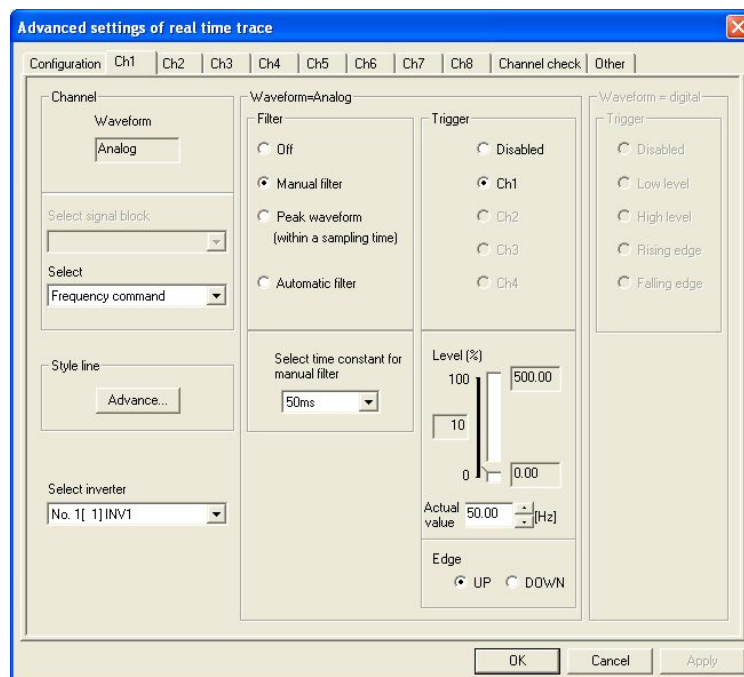 Advanced settings of real time trace
Configuration Ch1 Ch2 Ch3 Ch4 Ch5 Ch6 Ch7 Ch8 Channel check Other
Channel
Waveform
Analog
Select signal block
Select
Frequency command
Style line
Advance...
Select inverter
No. 1[ 1] INV1
Waveform=Analog
Filter
Off
Manual filter
Peak waveform
(within a sampling time)
Automatic filter
Select time constant for
manual filter
50ms
Trigger
Disabled
Ch1
Ch2
Ch3
Ch4
Level (%)
100
500.00
10
0
0.00
Actual
value
50.00
[Hz]
Edge
UP DOWN
Waveform = digital
Trigger
Disabled
Low level
High level
Rising edge
Falling edge
OK Cancel Apply